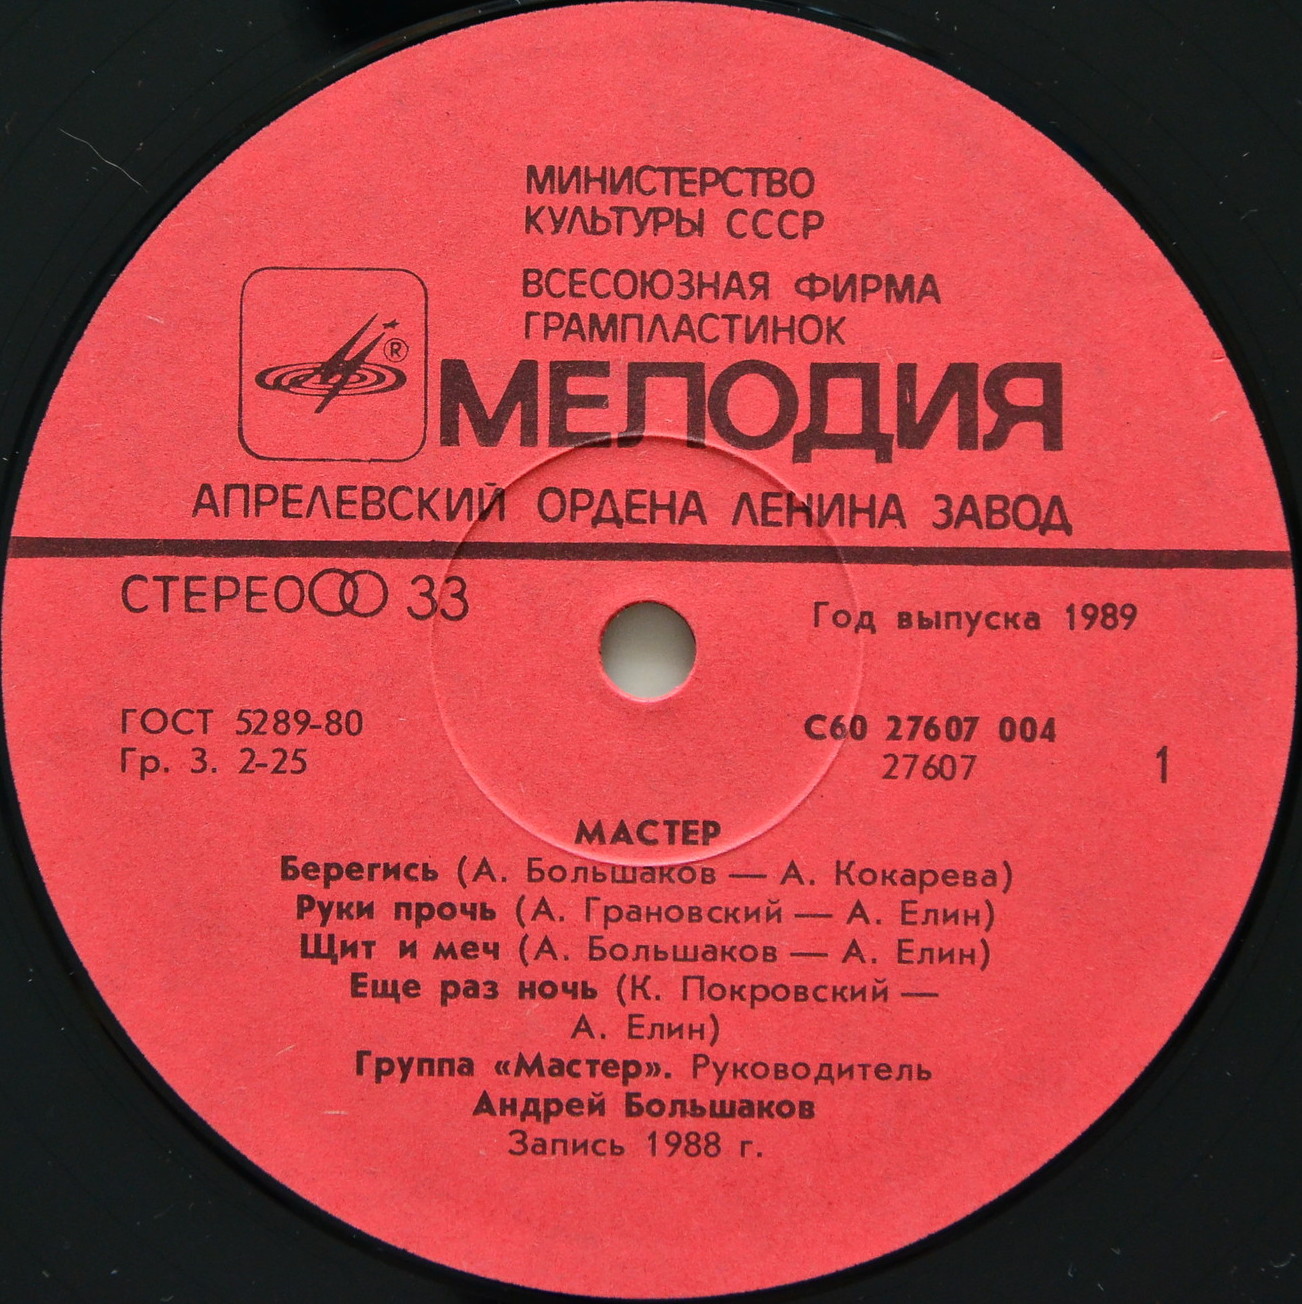 МИНИСТЕРСТВО
КУЛЬТУРЫ СССР
ВСЕСОЮЗНАЯ ФИРМА
ГРАМПЛАСТИНОК
®
МЕЛОДИЯ
АПРЕЛЕВСКИЙ ОРДЕНА ЛЕНИНА ЗАВОД
СТЕРЕО 33
Год выпуска 1989
ГОСТ 5289-80
Гр. 3. 2-25
С60 27607 004
27607
1
МАСТЕР
Берегись (А. Большаков — А. Кокарева)
Руки прочь (А. Грановский — А. Елин)
Щит и меч (А. Большаков — А. Елин)
Еще раз ночь (К. Покровский —
А. Елин)
Группа «Мастер». Руководитель
Андрей Большаков
Запись 1988 г.